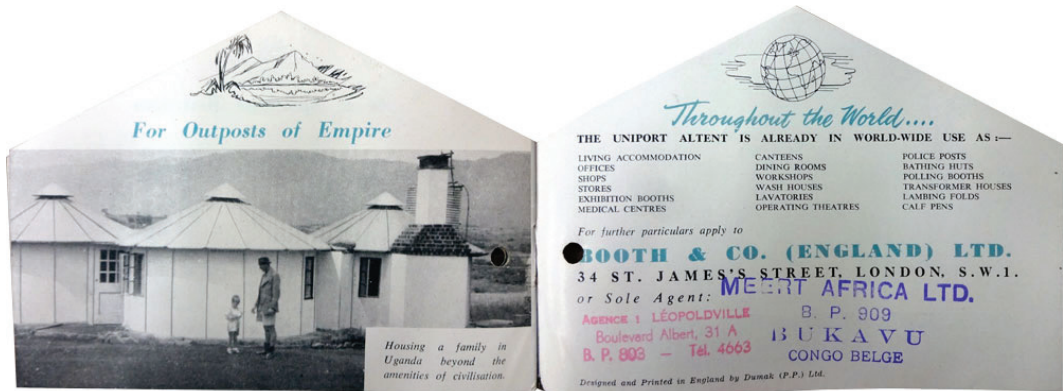 For Outposts of Empire
Housing a family in
Uganda beyond the
amenities of civilisation.
Throughout the World....
THE UNIPORT ALTENT IS ALREADY IN WORLD-WIDE USE AS :—
LIVING ACCOMMODATION
OFFICES
SHOPS
STORES
EXHIBITION BOOTHS
MEDICAL CENTRES
CANTEENS
DINING ROOMS
WORKSHOPS
WASH HOUSES
LAVATORIES
OPERATING THEATRES
POLICE POSTS
BATHING HUTS
POLLING BOOTHS
TRANSFORMER HOUSES
LAMBING FOLDS
CALF PENS
For further particulars apply to
BOOTH & CO. (ENGLAND) LTD.
34 ST. JAMES'S STREET, LONDON, S.W.1.
or Sole Agent:
MEERT AFRICA LTD.
B. P. 909
BUKAVU
CONGO BELGE
AGENCE : LÉOPOLDVILLE
Boulevard Albert, 31 A
B. P. 803 — Tél. 4663
Designed and Printed in England by Dumak (P.P.) Ltd.